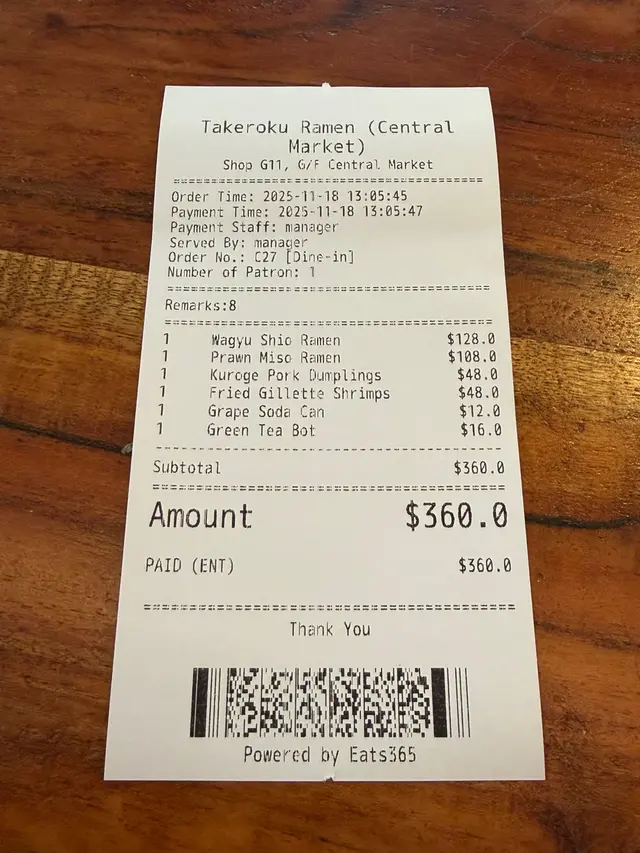 Takeroku Ramen (Central
Market)
Shop G11, G/F Central Market
Order Time: 2025-11-18 13:05:45
Payment Time: 2025-11-18 13:05:47
Payment Staff: manager
Served By: manager
Order No.: C27 [Dine-in]
Number of Patron: 1
Remarks:8
1 Wagyu Shio Ramen $128.0
1 Prawn Miso Ramen $108.0
1 Kuroge Pork Dumplings $48.0
1 Fried Gillette Shrimps $48.0
1 Grape Soda Can $12.0
1 Green Tea Bot $16.0
Subtotal $360.0
Amount $360.0
PAID (ENT) $360.0
Thank You
Powered by Eats365